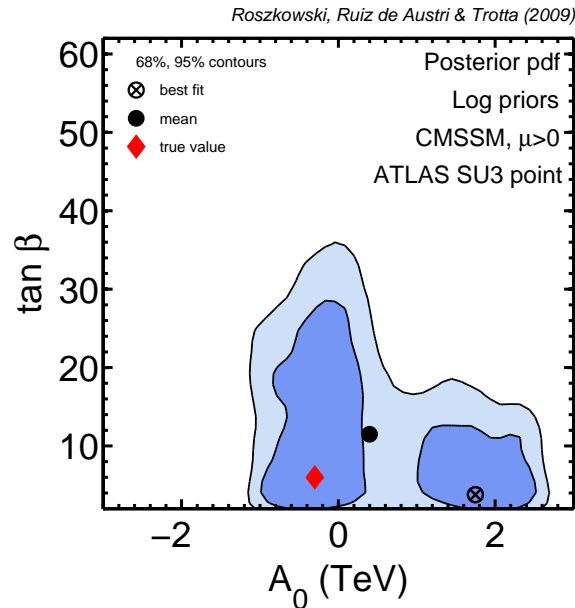 Roszkowski, Ruiz de Austri & Trotta (2009)
68%, 95% contours
best fit
mean
true value
Posterior pdf
Log priors
CMSSM, μ>0
ATLAS SU3 point
60
50
40
30
20
10
tan β
−2
0
2
A₀ (TeV)